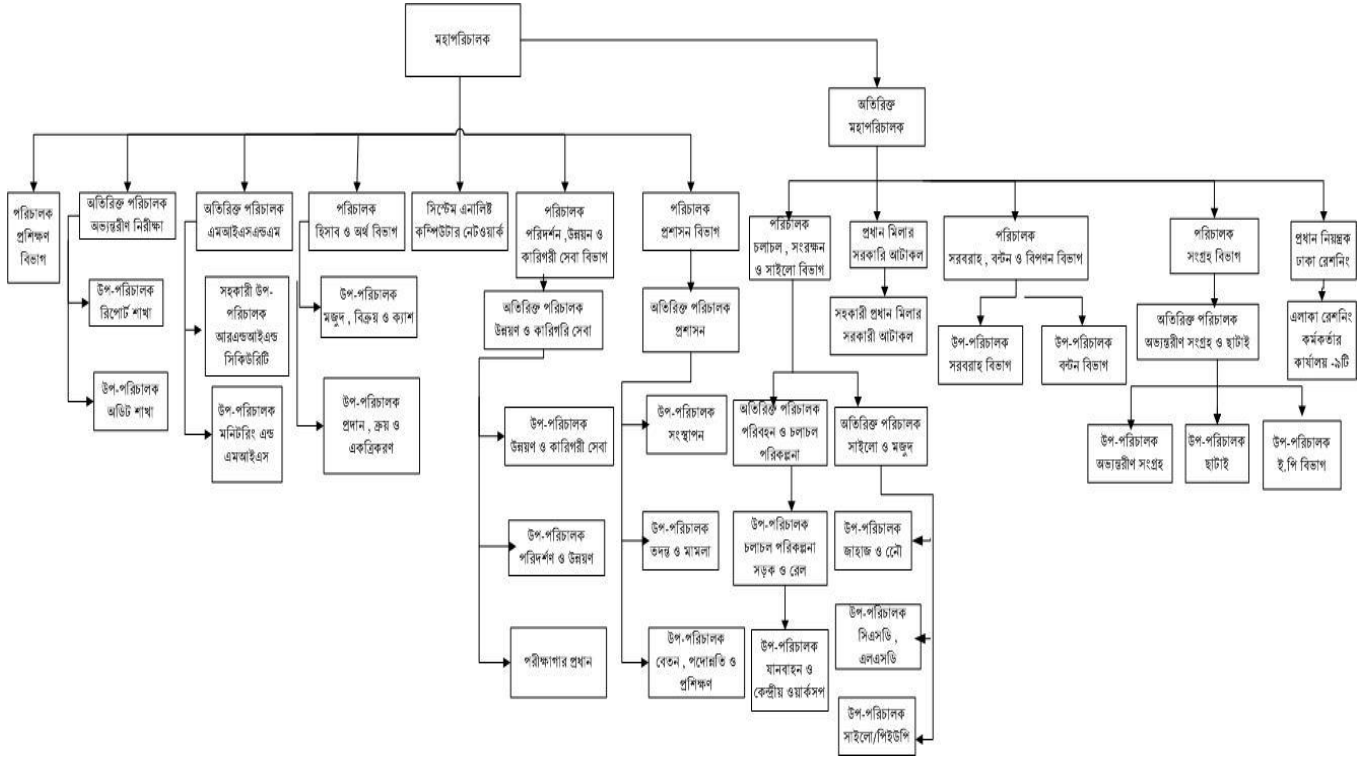 মহাপরিচালক
অতিরিক্ত
মহাপরিচালক
পরিচালক
প্রশিক্ষণ
বিভাগ
অতিরিক্ত পরিচালক
অভ্যন্তরীণ নিরীক্ষা
অতিরিক্ত পরিচালক
এমআইএসএন্ডএম
পরিচালক
হিসাব ও অর্থ বিভাগ
সিস্টেম এনালিষ্ট
কম্পিউটার নেটওয়ার্ক
পরিচালক
পরিদর্শন ,উন্নয়ন ও
কারিগরী সেবা বিভাগ
পরিচালক
প্রশাসন বিভাগ
পরিচালক
চলাচল , সংরক্ষন
ও সাইলো বিভাগ
প্রধান মিলার
সরকারি আটাকল
পরিচালক
সরবরাহ , বন্টন ও বিপণন বিভাগ
পরিচালক
সংগ্রহ বিভাগ
প্রধান নিয়ন্ত্রক
ঢাকা রেশনিং
উপ-পরিচালক
রিপোর্ট শাখা
সহকারী উপ-
পরিচালক
আরএন্ডআইএন্ড
সিকিউরিটি
উপ-পরিচালক
মজুদ , বিক্রয় ও ক্যাশ
অতিরিক্ত পরিচালক
উন্নয়ণ ও কারিগরি সেবা
অতিরিক্ত পরিচালক
প্রশাসন
সহকারী প্রধান মিলার
সরকারী আটাকল
উপ-পরিচালক
সরবরাহ বিভাগ
উপ-পরিচালক
বন্টন বিভাগ
অতিরিক্ত পরিচালক
অভ্যন্তরীণ সংগ্রহ ও ছাটাই
এলাকা রেশনিং
কর্মকর্তার
কার্যালয় -৯টি
উপ-পরিচালক
অডিট শাখা
উপ-পরিচালক
মনিটরিং এন্ড
এমআইএস
উপ-পরিচালক
প্রদান , ক্রয় ও
একত্রিকরণ
উপ-পরিচালক
উন্নয়ণ ও কারিগরী সেবা
উপ-পরিচালক
সংস্থাপন
অতিরিক্ত পরিচালক
পরিবহন ও চলাচল
পরিকল্পনা
অতিরিক্ত পরিচালক
সাইলো ও মজুদ
উপ-পরিচালক
অভ্যন্তরীণ সংগ্রহ
উপ-পরিচালক
ছাটাই
উপ-পরিচালক
ই.পি বিভাগ
উপ-পরিচালক
পরিদর্শণ ও উন্নয়ণ
উপ-পরিচালক
তদন্ত ও মামলা
উপ-পরিচালক
চলাচল পরিকল্পনা
সড়ক ও রেল
উপ-পরিচালক
জাহাজ ও নৌ
পরীক্ষাগার প্রধান
উপ-পরিচালক
বেতন , পদোন্নতি ও
প্রশিক্ষণ
উপ-পরিচালক
যানবাহন ও
কেন্দ্রীয় ওয়ার্কসপ
উপ-পরিচালক
সিএসডি ,
এলএসডি
উপ-পরিচালক
সাইলো/পিইউপি